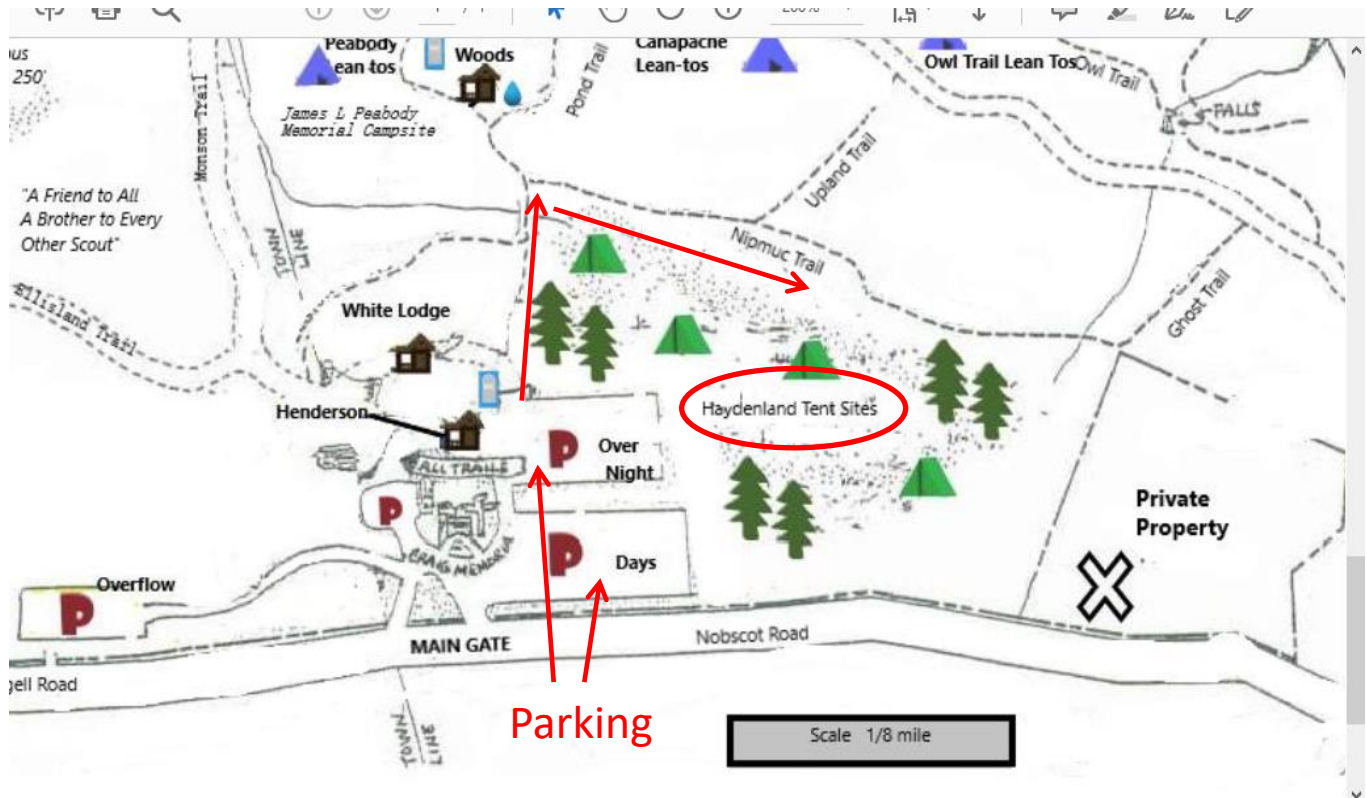 Peabody
Lean tos
Woods
Canapache
Lean-tos
Owl Trail Lean Tos
Owl Trail
FALLS
250'
Monson Trail
James L Peabody
Memorial Campsite
Pond Trail
Upland Trail
"A Friend to All
A Brother to Every
Other Scout"
TOWN
LINE
Nipmuc Trail
Ghost Trail
Ellisland Trail
White Lodge
Henderson
Haydenland Tent Sites
P
Over
Night
ALL TRAILS
P
CRAIG MEMORIAL
P
Days
Private
Property
X
Overflow
P
MAIN GATE
Nobscot Road
Road
Parking
TOWN
LINE
Scale 1/8 mile